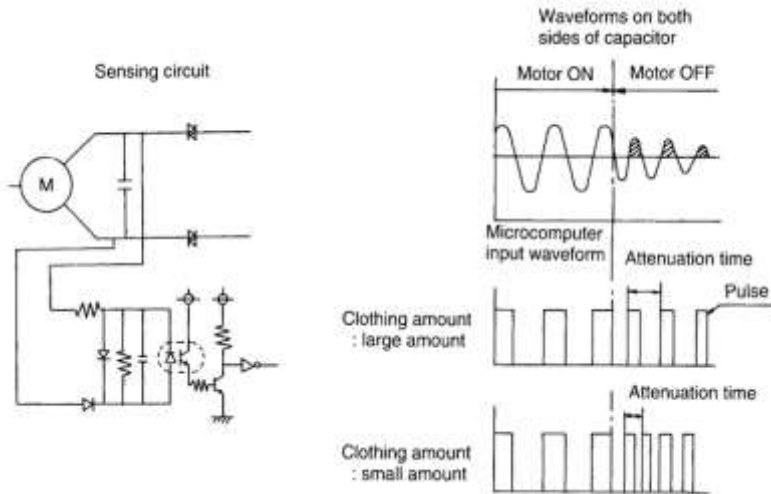 Sensing circuit
M
Waveforms on both
sides of capacitor
Motor ON
Motor OFF
Microcomputer
input waveform
Attenuation time
Pulse
Clothing amount
: large amount
Attenuation time
Clothing amount
: small amount